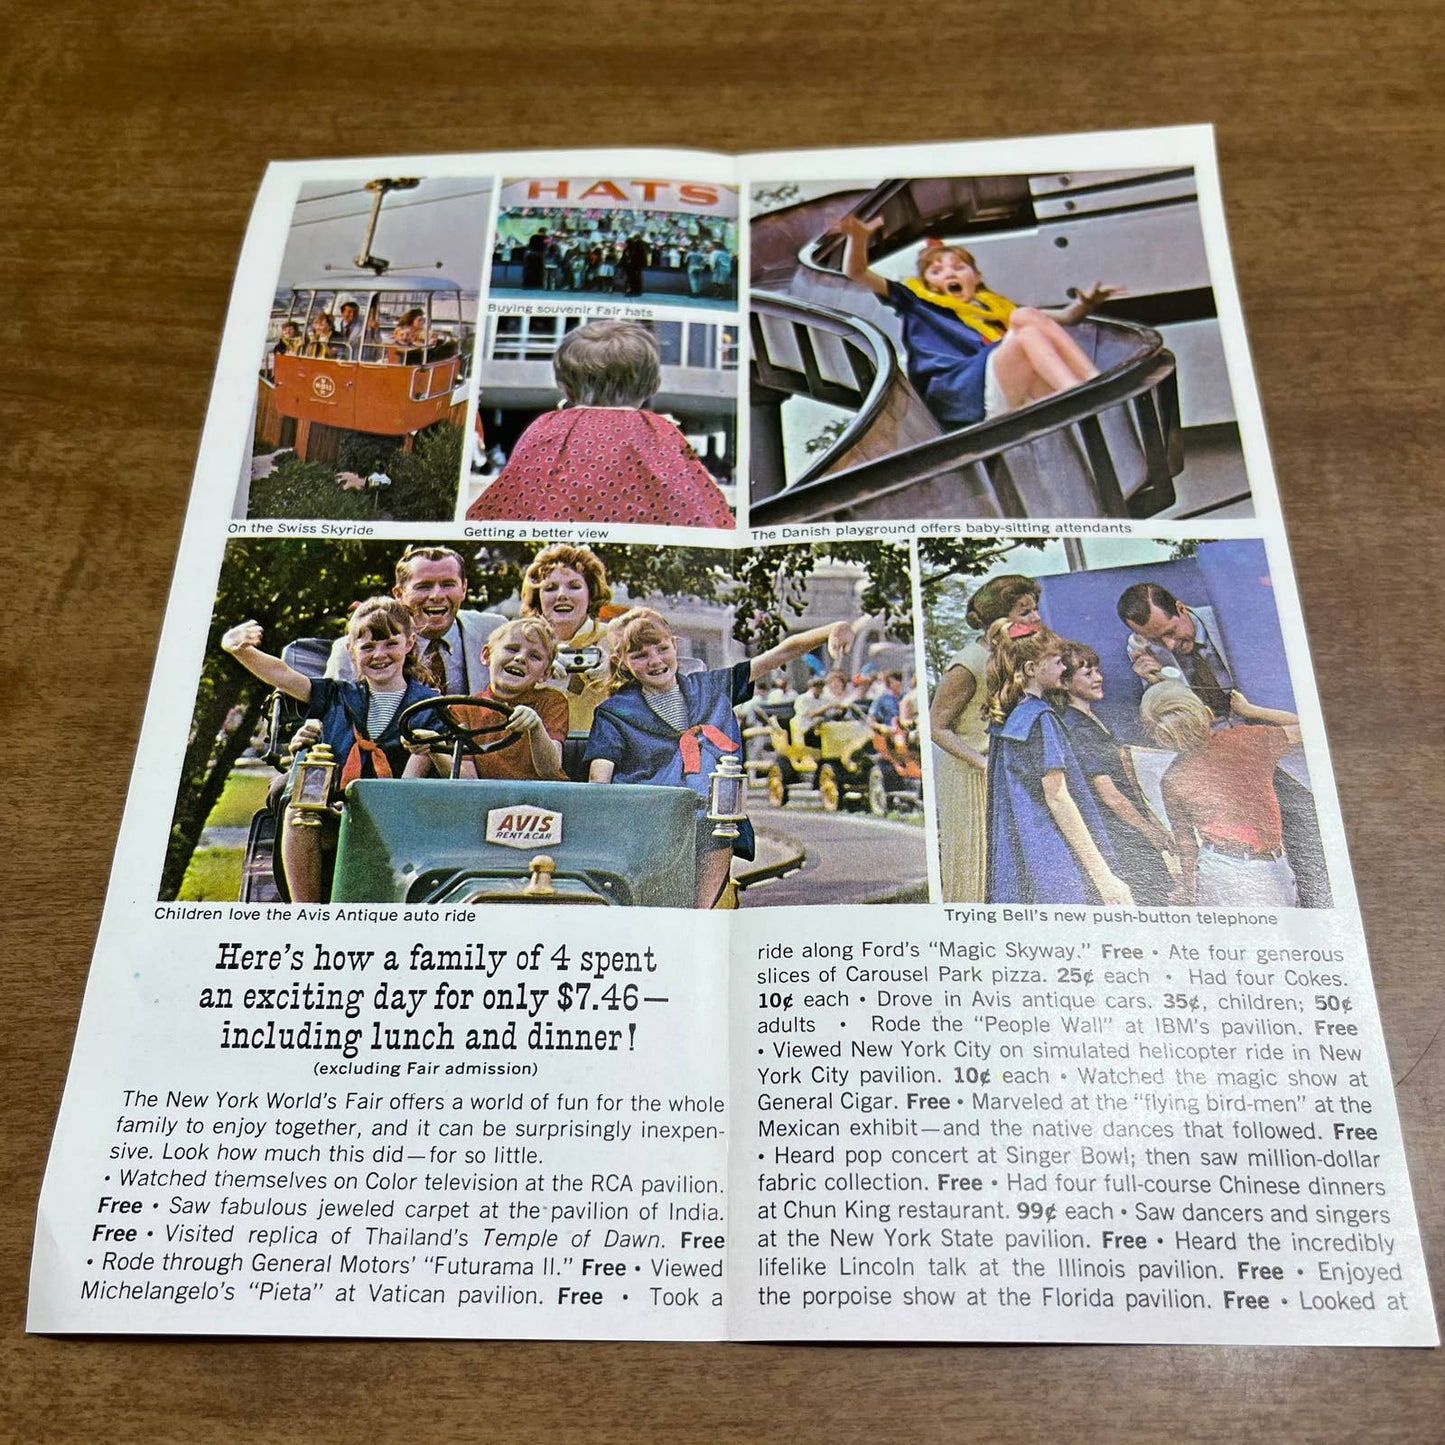 HATS
Buying souvenir Fair hats
On the Swiss Skyride
Getting a better view
The Danish playground offers baby-sitting attendants
AVIS
RENT A CAR
Children love the Avis Antique auto ride
Trying Bell's new push-button telephone
Here's how a family of 4 spent
an exciting day for only $7.46—
including lunch and dinner!
(excluding Fair admission)
The New York World's Fair offers a world of fun for the whole
family to enjoy together, and it can be surprisingly inexpen-
sive. Look how much this did—for so little.
• Watched themselves on Color television at the RCA pavilion.
Free • Saw fabulous jeweled carpet at the pavilion of India.
Free • Visited replica of Thailand's Temple of Dawn. Free
• Rode through General Motors' "Futurama II." Free • Viewed
Michelangelo's "Pieta" at Vatican pavilion. Free • Took a
ride along Ford's "Magic Skyway." Free • Ate four generous
slices of Carousel Park pizza. 25¢ each • Had four Cokes.
10¢ each • Drove in Avis antique cars. 35¢, children; 50¢
adults • Rode the "People Wall" at IBM's pavilion. Free
• Viewed New York City on simulated helicopter ride in New
York City pavilion. 10¢ each • Watched the magic show at
General Cigar. Free • Marveled at the "flying bird-men" at the
Mexican exhibit—and the native dances that followed. Free
• Heard pop concert at Singer Bowl; then saw million-dollar
fabric collection. Free • Had four full-course Chinese dinners
at Chun King restaurant. 99¢ each • Saw dancers and singers
at the New York State pavilion. Free • Heard the incredibly
lifelike Lincoln talk at the Illinois pavilion. Free • Enjoyed
the porpoise show at the Florida pavilion. Free • Looked at